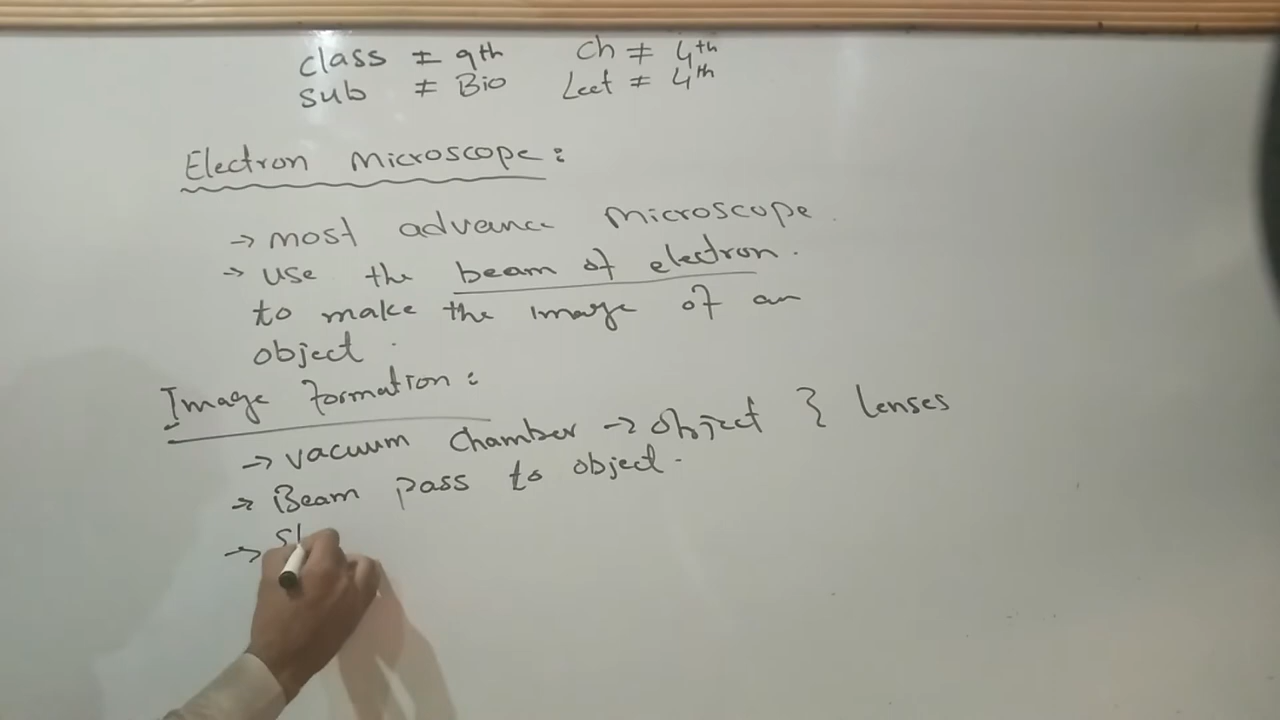 class ≠ 9th Ch ≠ 4th
sub ≠ Bio Lect ≠ 4th
Electron Microscope:
→ most advance Microscope.
→ use the beam of electron.
to make the Image of an
object.
Image Formation:
→ vacuum chamber → object } lenses
→ Beam pass to object.
→